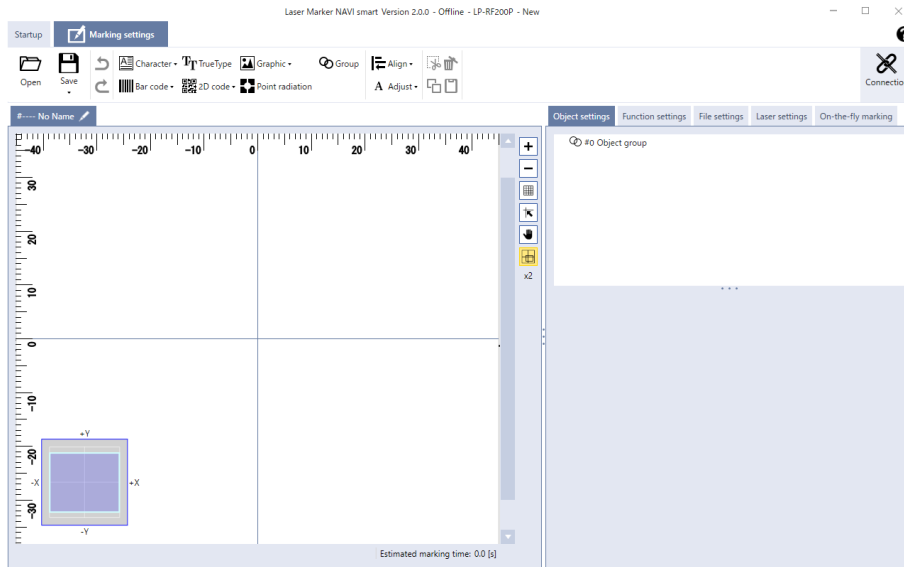 Laser Marker NAVI smart Version 2.0.0 - Offline - LP-RF200P - New
Startup
Marking settings
Open
Save
Character
TrueType
Graphic
Group
Align
Bar code
2D code
Point radiation
Adjust
#---- No Name
-40 -30 -20 -10 0 10 20 30 40
30
20
10
0
-10
-20
-30
+Y
-X
+X
-Y
x2
Estimated marking time: 0.0 [s]
Object settings
Function settings
File settings
Laser settings
On-the-fly marking
#0 Object group